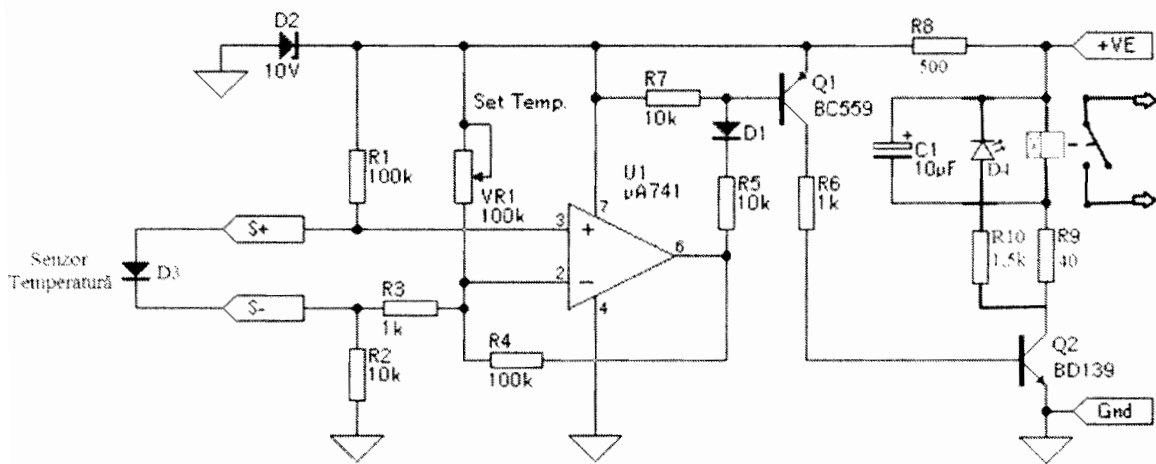 D2
10V
R8
500
+VE
R7
10k
Q1
BC559
Set Temp.
D1
R1
100k
VR1
100k
U1
µA741
R5
10k
R6
1k
C1
10µF
D4
+
7
3
+
6
2
−
4
S+
Senzor
Temperatură
D3
S-
R3
1k
R10
1,5k
R9
40
R2
10k
R4
100k
Q2
BD139
Gnd